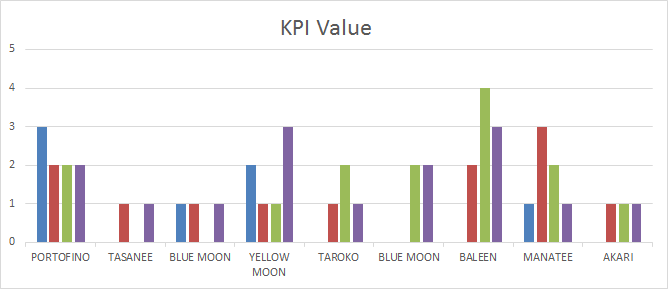 KPI Value
5
4
3
2
1
0
PORTOFINO TASANEE BLUE MOON YELLOW TAROKO BLUE MOON BALEEN MANATEE AKARI
MOON